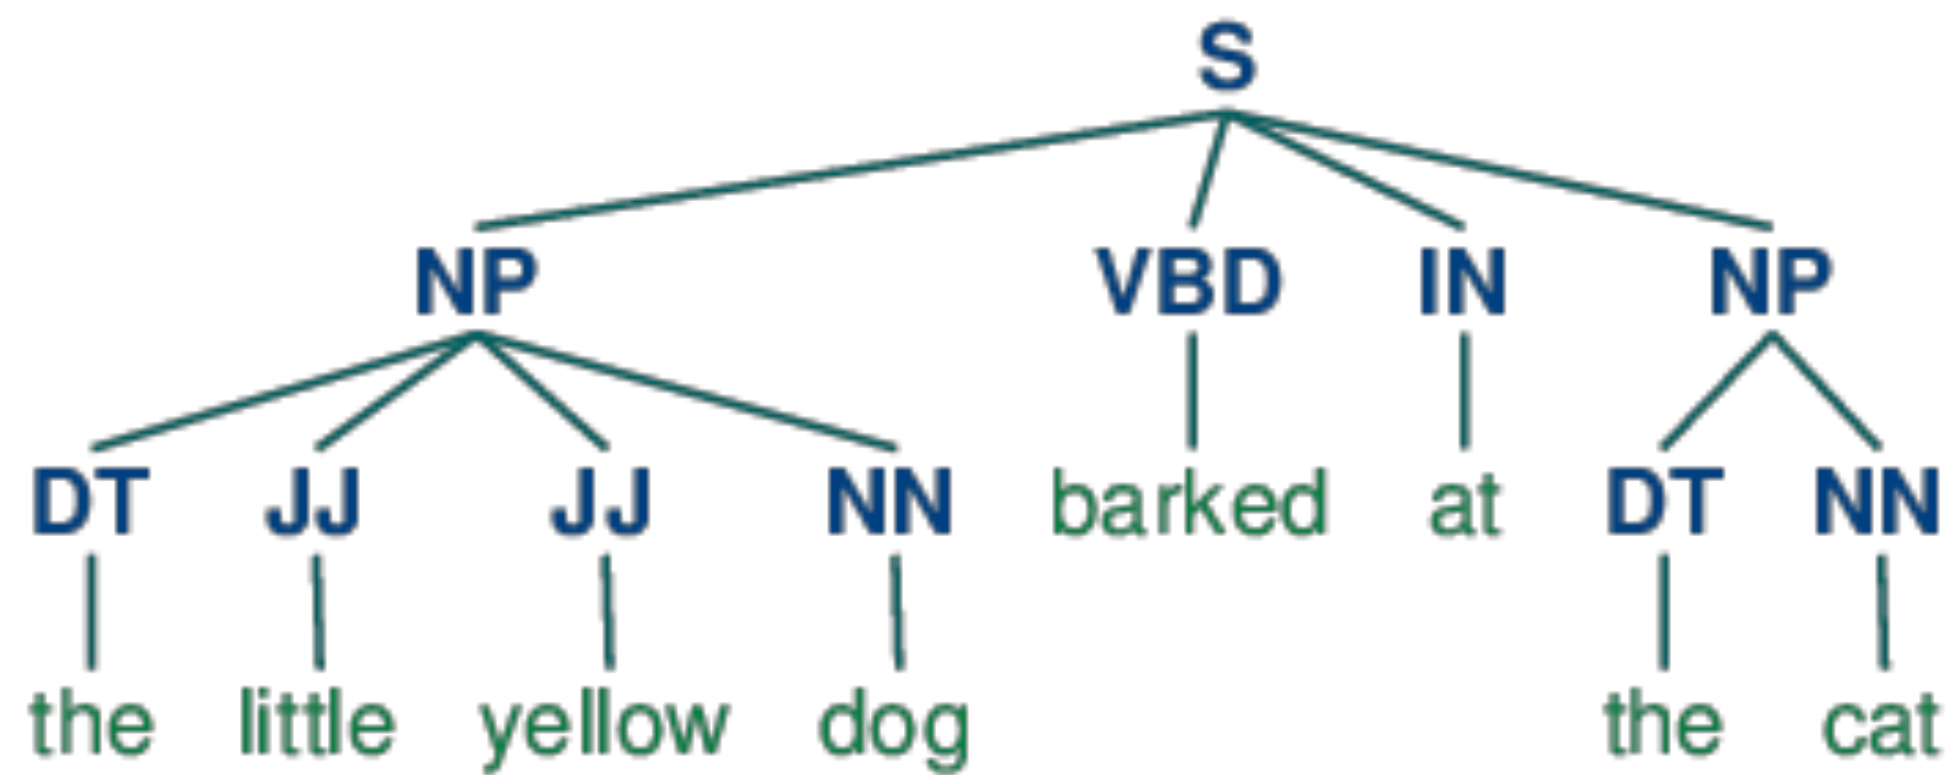 S
NP VBD IN NP
DT JJ JJ NN barked at DT NN
the little yellow dog the cat